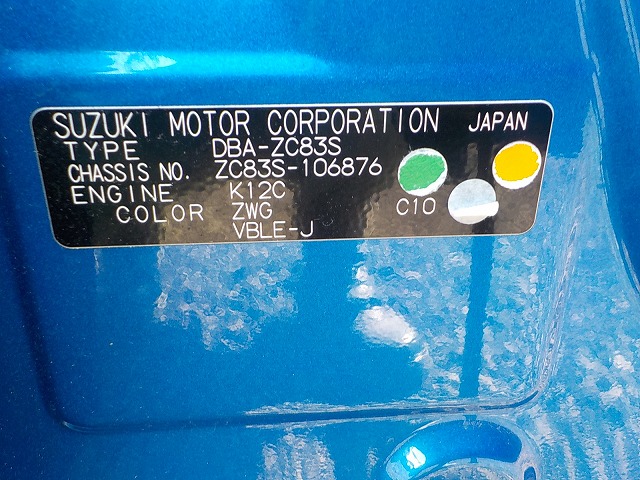 SUZUKI MOTOR CORPORATION JAPAN
TYPE DBA-ZC83S
CHASSIS NO. ZC83S-106876
ENGINE K12C C10
COLOR ZWG
VBLE-J